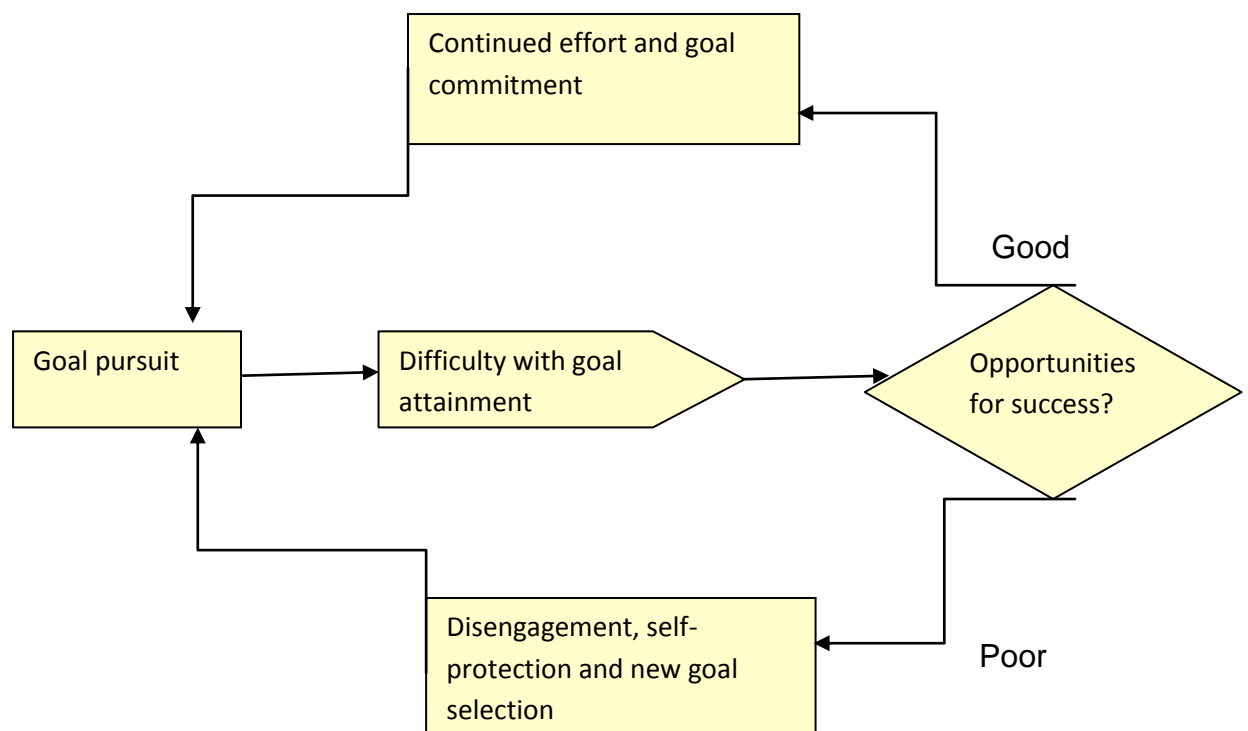 Continued effort and goal
commitment
Good
Goal pursuit
Difficulty with goal
attainment
Opportunities
for success?
Disengagement, self-
protection and new goal
selection
Poor